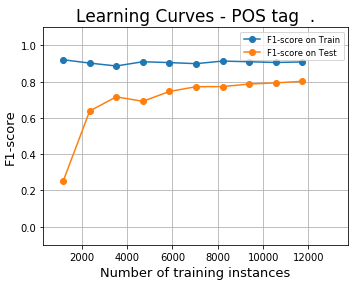 Learning Curves - POS tag  .
F1-score on Train
F1-score on Test
F1-score
1.0
0.8
0.6
0.4
0.2
0.0
2000 4000 6000 8000 10000 12000
Number of training instances